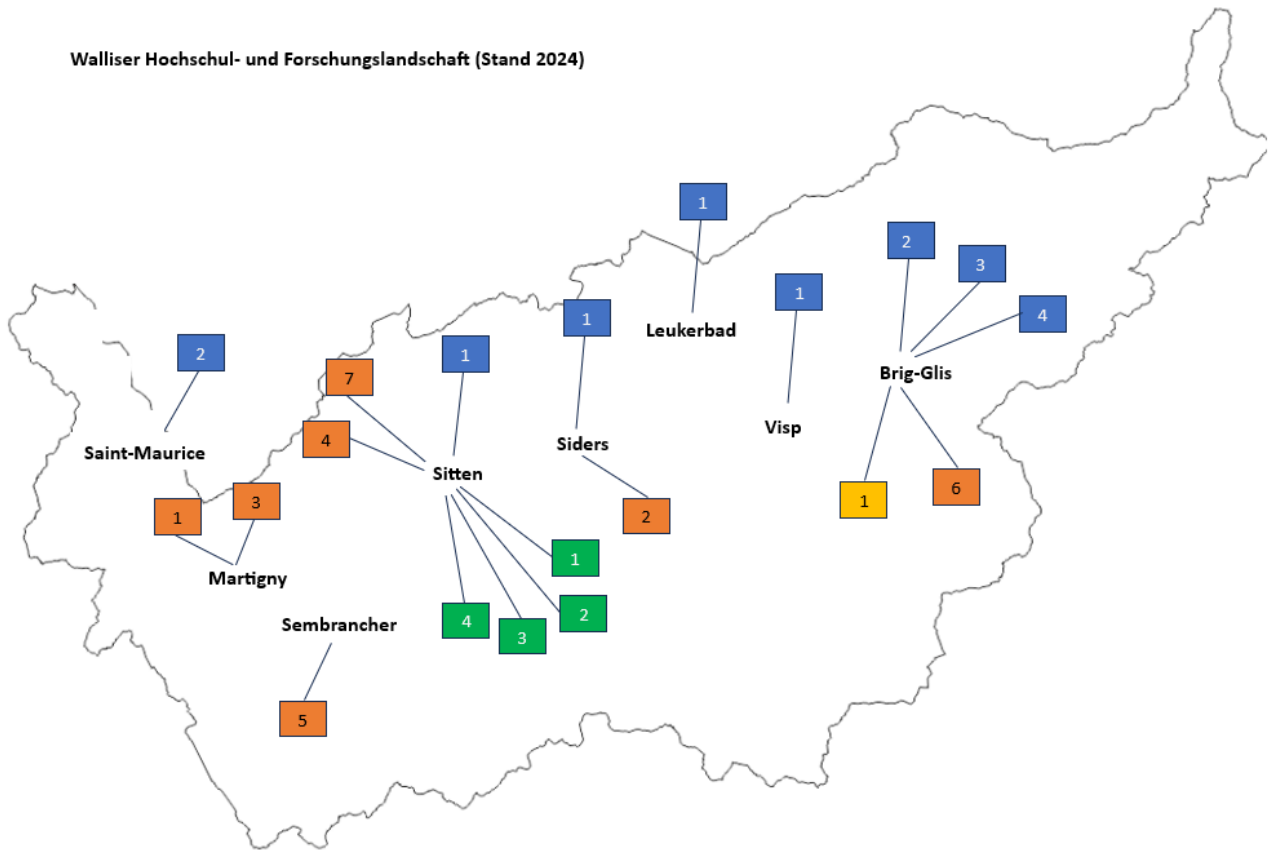 Walliser Hochschul- und Forschungslandschaft (Stand 2024)
1
2
3
1
1
4
Leukerbad
1
2
7
Brig-Glis
4
Visp
Saint-Maurice
Siders
Sitten
1
6
3
2
1
1
Martigny
2
4
3
Sembrancher
5